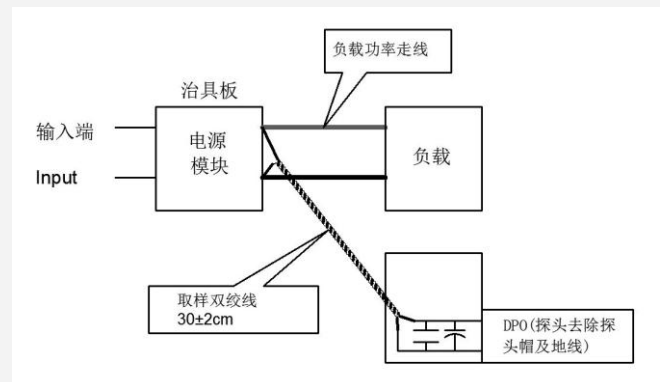 负载功率走线
治具板
输入端
电源
模块
负载
Input
取样双绞线
30±2cm
DPO(探头去除探
头帽及地线)